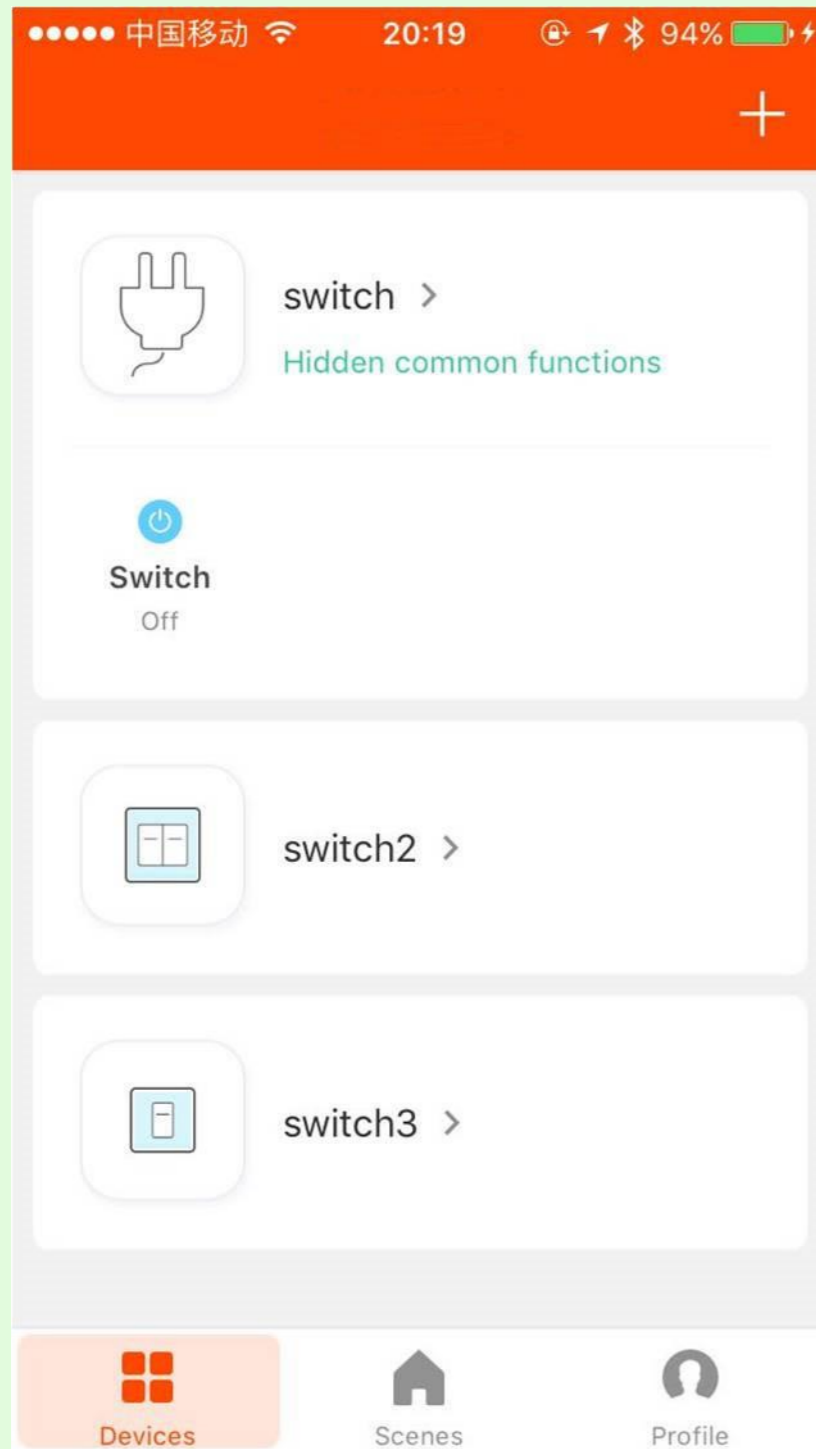 中国移动 20:19 94%
switch
Hidden common functions
Switch
Off
switch2
switch3
Devices Scenes Profile